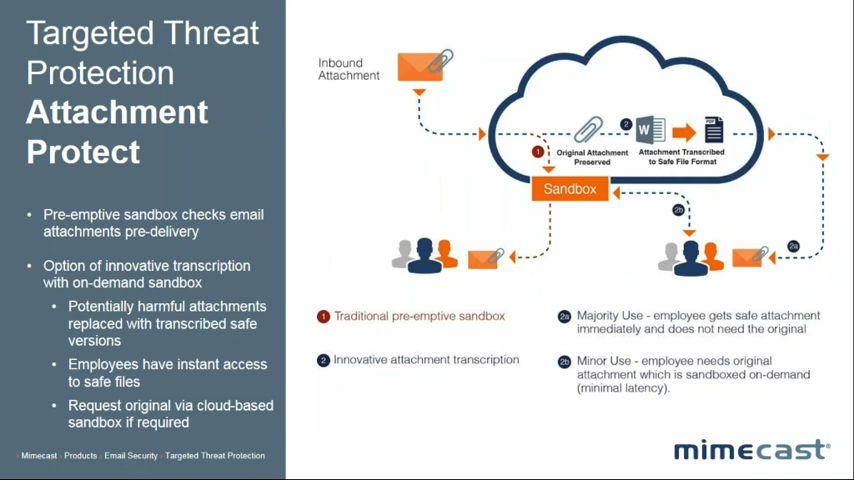 Targeted Threat
Protection
Attachment
Protect
• Pre-emptive sandbox checks email
attachments pre-delivery
• Option of innovative transcription
with on-demand sandbox
• Potentially harmful attachments
replaced with transcribed safe
versions
• Employees have instant access
to safe files
• Request original via cloud-based
sandbox if required
› Mimecast › Products › Email Security › Targeted Threat Protection
Inbound
Attachment
2
W
PDF
1
Original Attachment
Preserved
Attachment Transcribed
to Safe File Format
Sandbox
2b
2a
1 Traditional pre-emptive sandbox
2 Innovative attachment transcription
2a Majority Use - employee gets safe attachment
immediately and does not need the original
2b Minor Use - employee needs original
attachment which is sandboxed on-demand
(minimal latency).
mimecast®